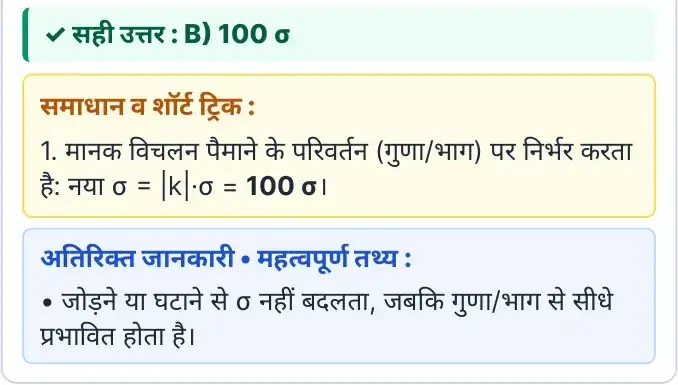 ✓ सही उत्तर : B) 100 σ
समाधान व शॉर्ट ट्रिक :
1. मानक विचलन पैमाने के परिवर्तन (गुणा/भाग) पर निर्भर करता
है: नया σ = |k|·σ = 100 σ।
अतिरिक्त जानकारी • महत्वपूर्ण तथ्य :
• जोड़ने या घटाने से σ नहीं बदलता, जबकि गुणा/भाग से सीधे
प्रभावित होता है।